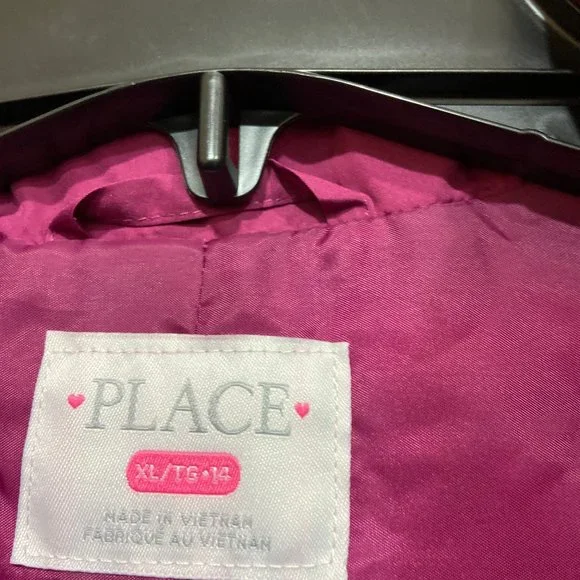 PLACE
XL/TG•14
MADE IN VIETNAM
FABRIQUÉ AU VIETNAM